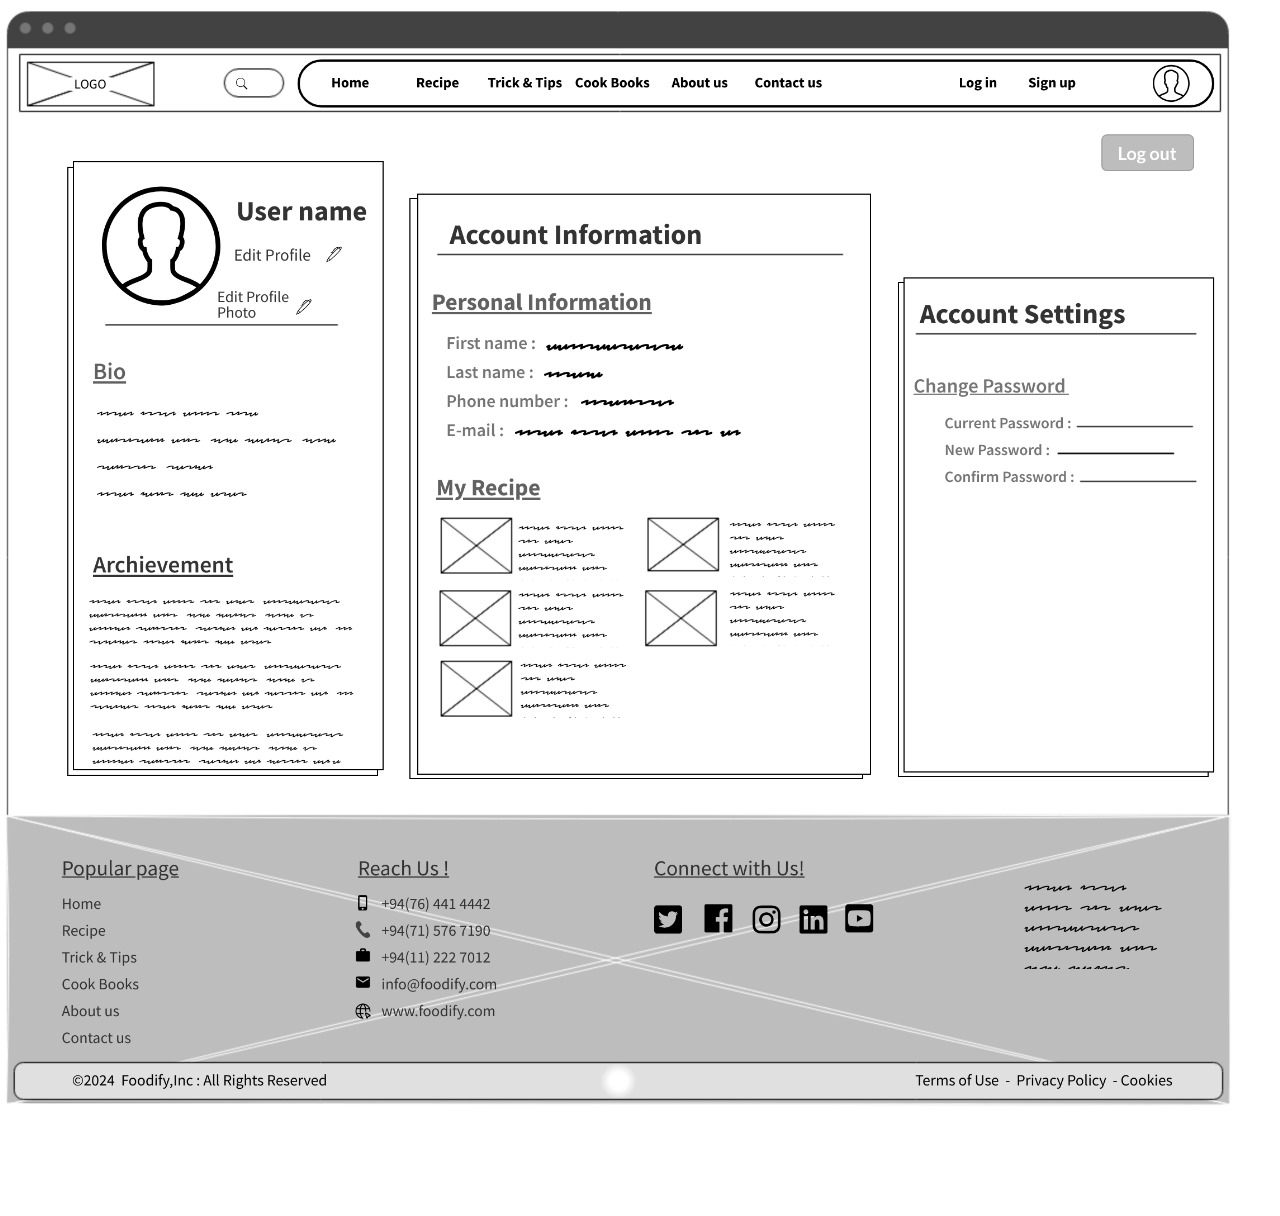 LOGO
Home Recipe Trick & Tips Cook Books About us Contact us Log in Sign up
Log out
User name
Edit Profile
Edit Profile
Photo
Bio
Archievement
Account Information
Personal Information
First name :
Last name :
Phone number :
E-mail :
My Recipe
Account Settings
Change Password
Current Password :
New Password :
Confirm Password :
Popular page
Home
Recipe
Trick & Tips
Cook Books
About us
Contact us
Reach Us !
+94(76) 441 4442
+94(71) 576 7190
+94(11) 222 7012
info@foodify.com
www.foodify.com
Connect with Us!
©2024 Foodify,Inc : All Rights Reserved
Terms of Use - Privacy Policy - Cookies